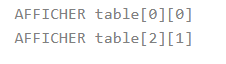 AFFICHER table[0][0]
AFFICHER table[2][1]